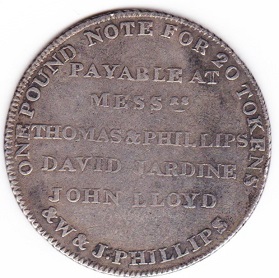 ONE POUND NOTE FOR 20 TOKENS
PAYABLE AT
MESSRS
THOMAS & PHILLIPS
DAVID JARDINE
JOHN LLOYD
& W & J. PHILLIPS